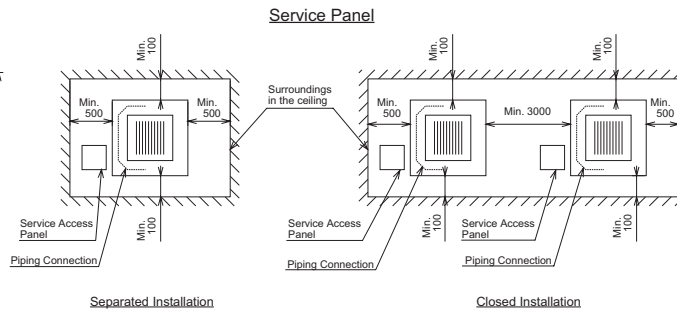 Service Panel
Min.
100
Min.
500
Min.
500
Min.
100
Service Access
Panel
Piping Connection
Separated Installation
Surroundings
in the ceiling
Min.
100
Min.
100
Min.
500
Min. 3000
Min.
500
Min.
100
Min.
100
Service Access
Panel
Piping Connection
Service Access
Panel
Piping Connection
Closed Installation